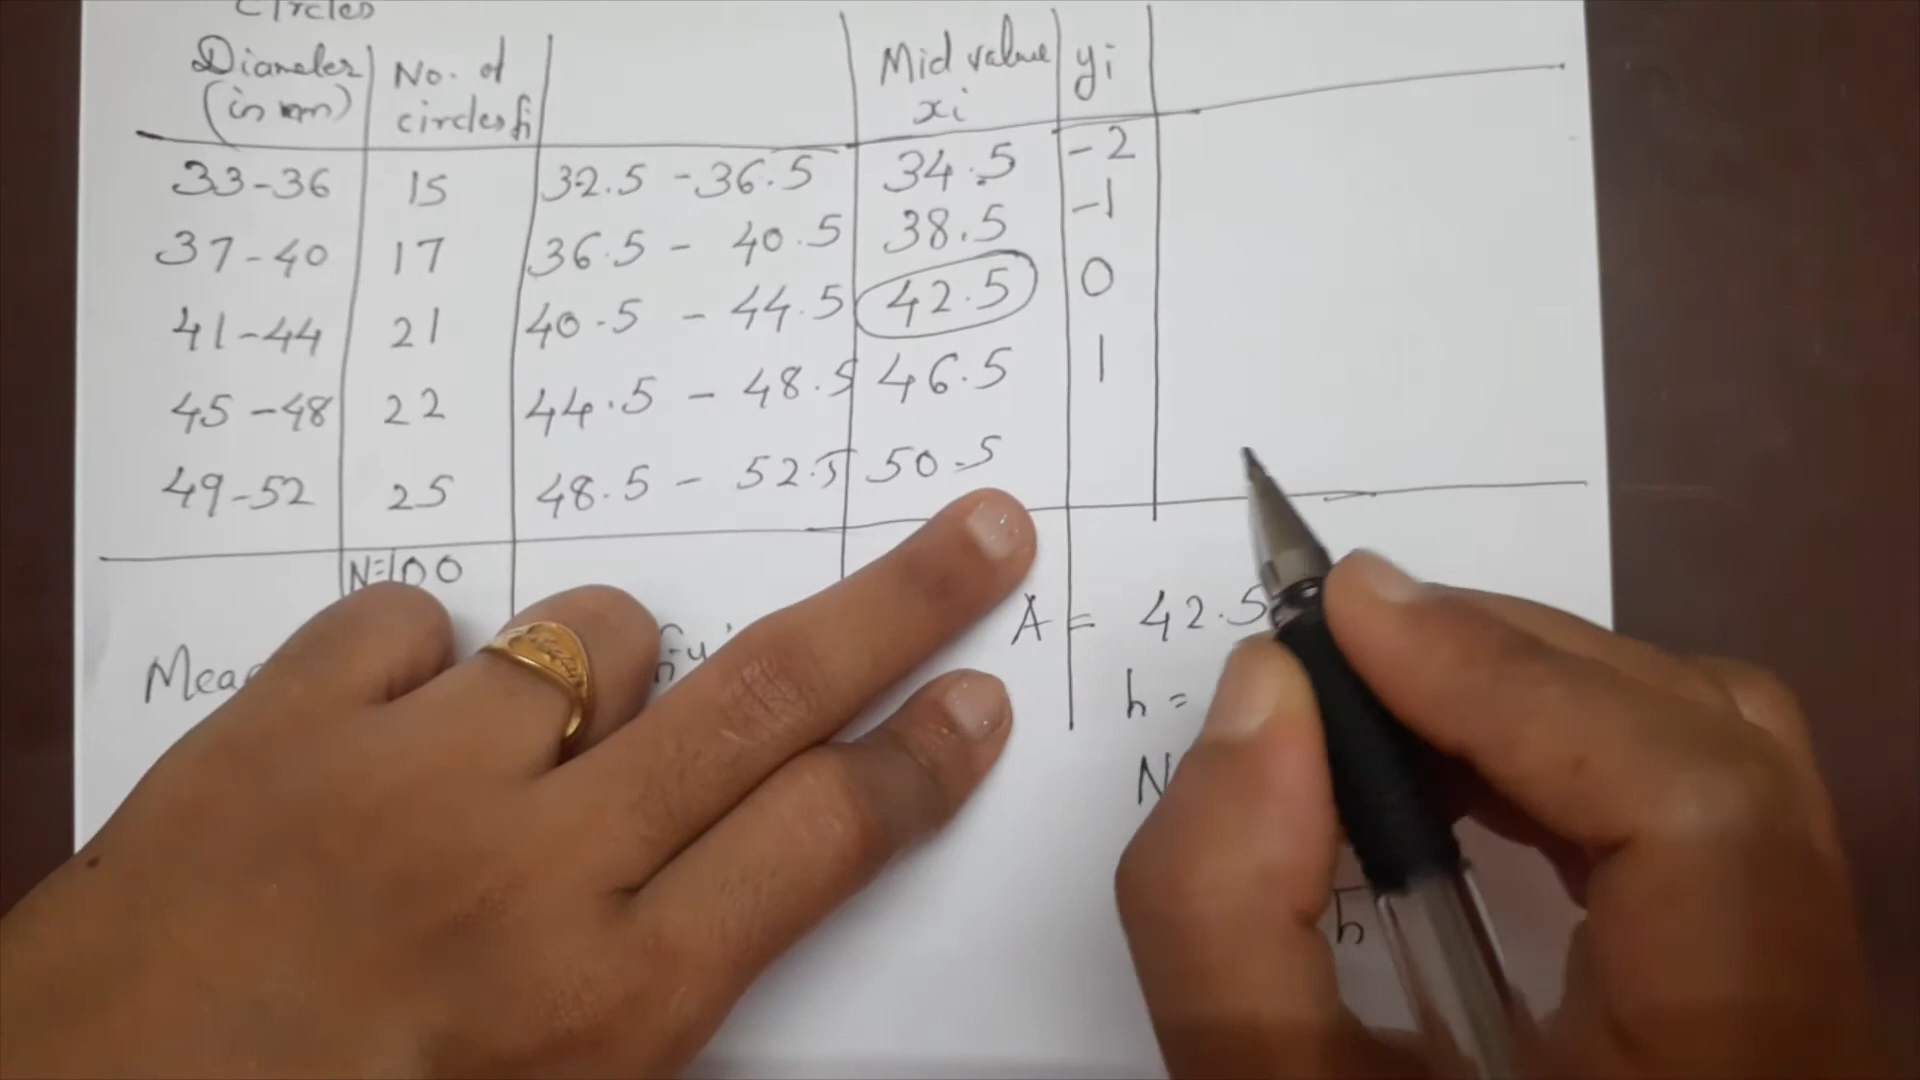 Circles
Diameter (in mm) No. of circles fi Mid value xi yi
33-36 15 32.5 - 36.5 34.5 -2
37-40 17 36.5 - 40.5 38.5 -1
41-44 21 40.5 - 44.5 42.5 0
45-48 22 44.5 - 48.5 46.5 1
49-52 25 48.5 - 52.5 50.5
N=100
A = 42.5
h =
N
h